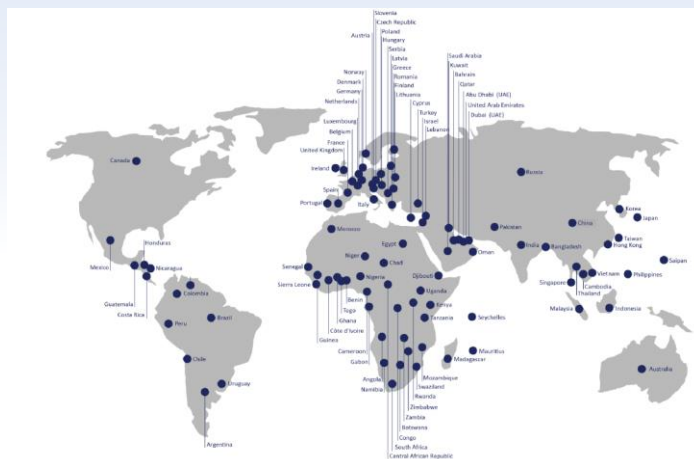 Slovenia
Czech Republic
Poland
Hungary
Serbia
Latvia
Greece
Romania
Finland
Lithuania
Austria
Norway
Denmark
Germany
Netherlands
Luxembourg
Belgium
France
United Kingdom
Ireland
Spain
Portugal
Italy
Cyprus
Turkey
Israel
Lebanon
Saudi Arabia
Kuwait
Bahrain
Qatar
Abu Dhabi (UAE)
United Arab Emirates
Dubai (UAE)
Canada
Mexico
Honduras
Nicaragua
Guatemala
Costa Rica
Colombia
Peru
Brazil
Chile
Uruguay
Argentina
Morocco
Egypt
Niger
Chad
Senegal
Sierra Leone
Nigeria
Djibouti
Uganda
Kenya
Tanzania
Benin
Togo
Ghana
Côte d'Ivoire
Guinea
Cameroon
Gabon
Angola
Namibia
Mozambique
Swaziland
Rwanda
Zimbabwe
Zambia
Botswana
Congo
South Africa
Central African Republic
Seychelles
Mauritius
Madagascar
Russia
Pakistan
Oman
India
Bangladesh
China
Korea
Japan
Taiwan
Hong Kong
Saipan
Vietnam
Philippines
Cambodia
Thailand
Singapore
Malaysia
Indonesia
Australia